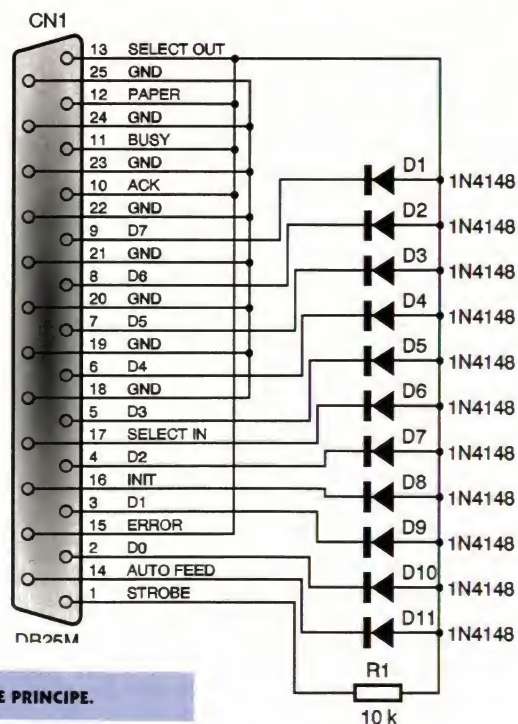 CN1
13 SELECT OUT
25 GND
12 PAPER
24 GND
11 BUSY
23 GND
10 ACK
22 GND
9 D7
21 GND
8 D6
20 GND
7 D5
19 GND
6 D4
18 GND
5 D3
17 SELECT IN
4 D2
16 INIT
3 D1
15 ERROR
2 D0
14 AUTO FEED
1 STROBE
DB25M
D1 1N4148
D2 1N4148
D3 1N4148
D4 1N4148
D5 1N4148
D6 1N4148
D7 1N4148
D8 1N4148
D9 1N4148
D10 1N4148
D11 1N4148
R1
10 k
E PRINCIPE.